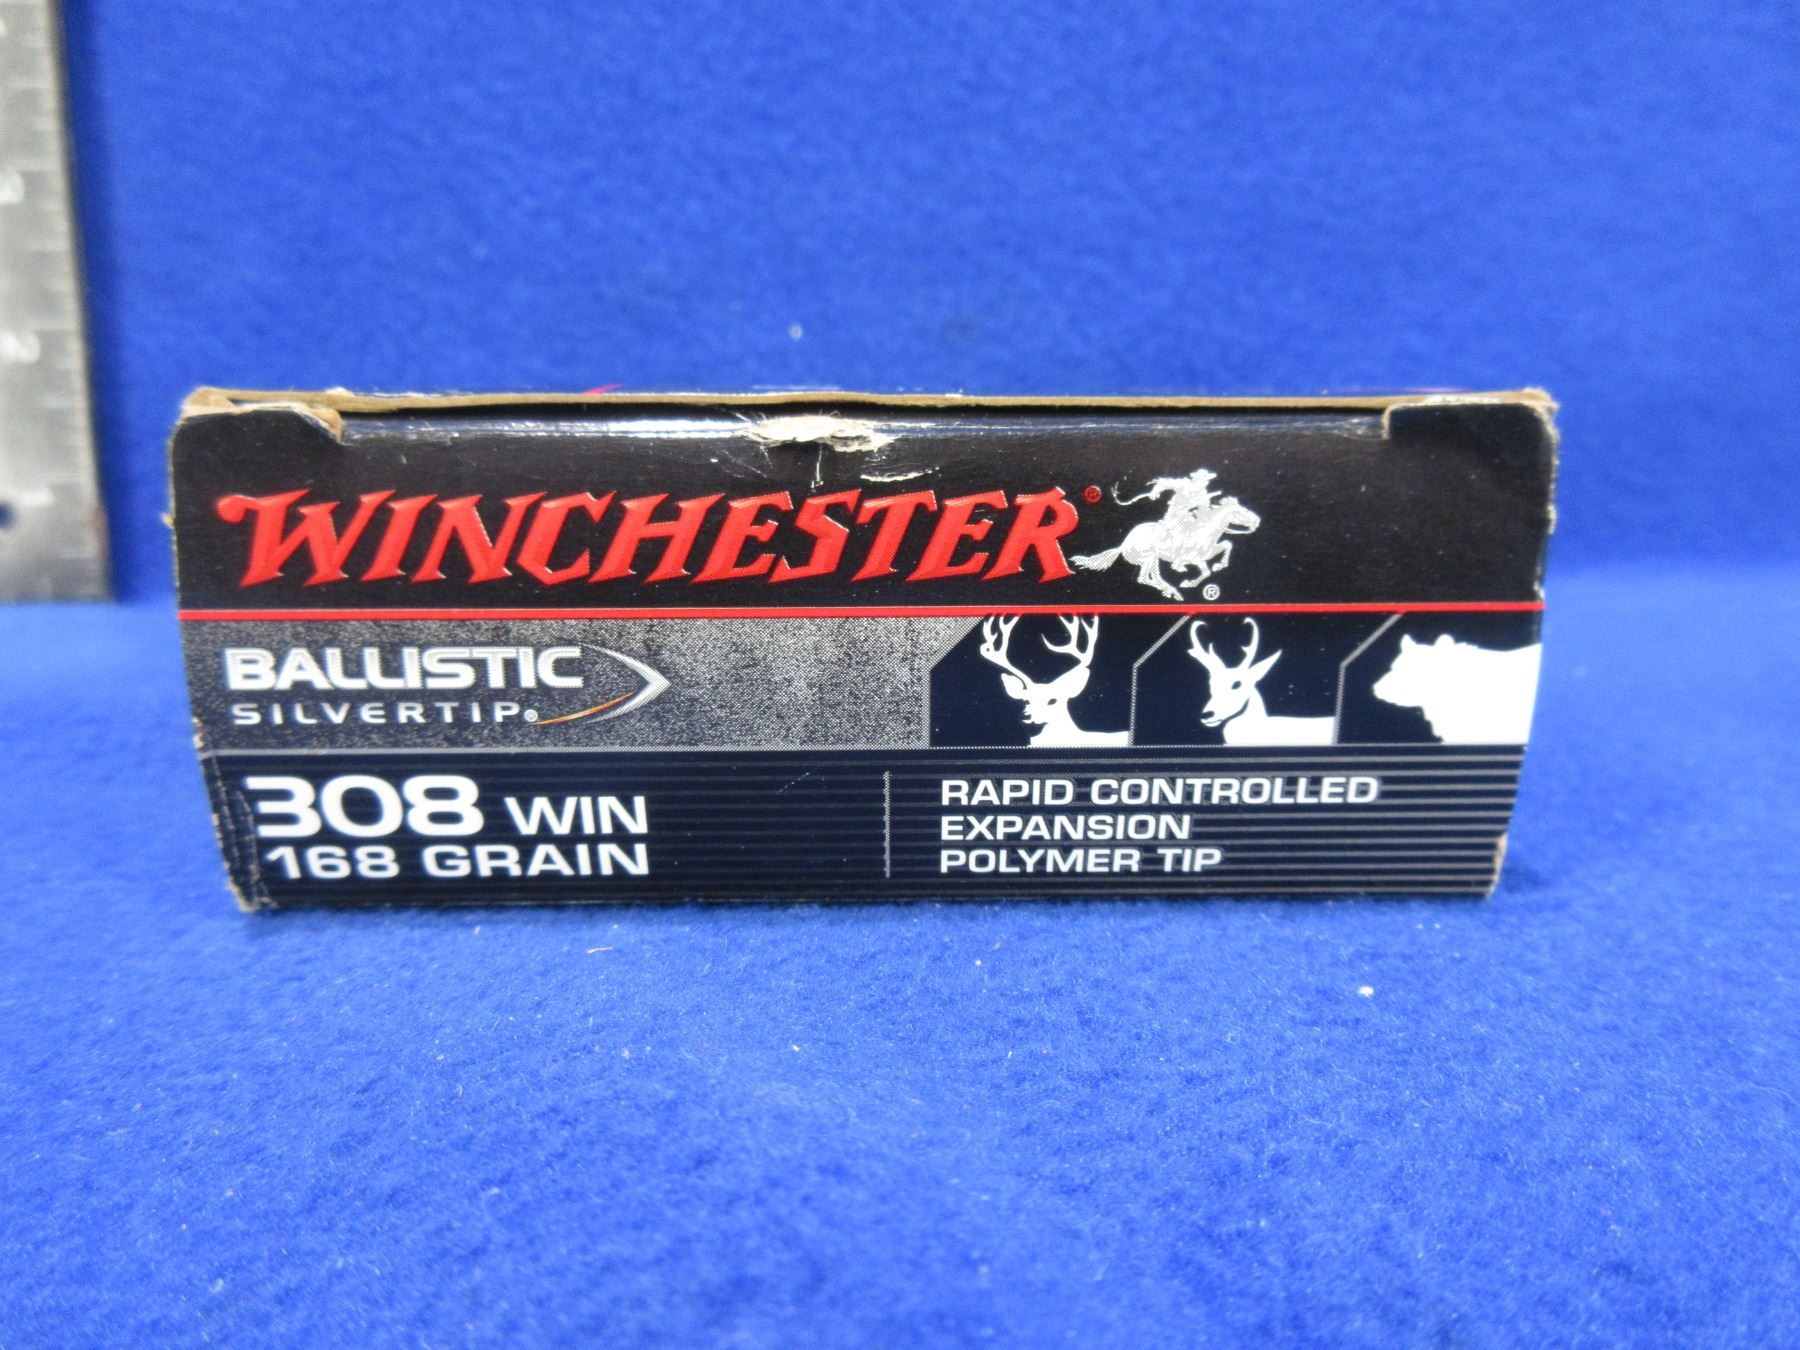 WINCHESTER®
®
BALLISTIC
SILVERTIP®
308 WIN
168 GRAIN
RAPID CONTROLLED
EXPANSION
POLYMER TIP